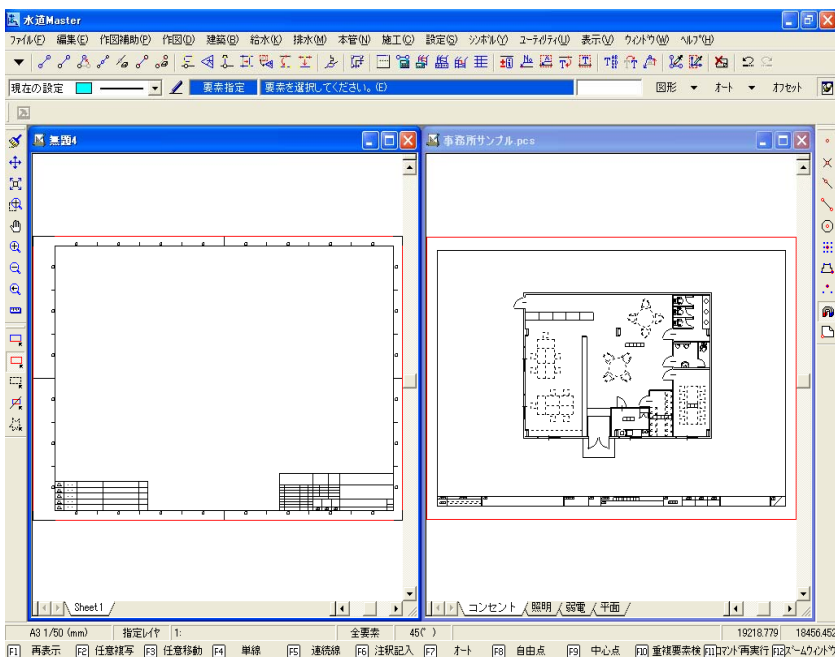 水道Master
ファイル(F) 編集(E) 作図補助(P) 作図(D) 建築(B) 給水(K) 排水(M) 本管(N) 施工(C) 設定(S) シンボル(Y) ユーティリティ(U) 表示(V) ウィンドウ(W) ヘルプ(H)
現在の設定 要素指定 要素を選択してください。(E) 図形 オート オフセット
無題4
事務所サンプル.pcs
Sheet1
コンセント 照明 弱電 平面
A3 1/50 (mm) 指定レイヤ 1: 全要素 45(° ) 19218.779 18456.452
F1 再表示 F2 任意複写 F3 任意移動 F4 単線 F5 連続線 F6 注釈記入 F7 オート F8 自由点 F9 中心点 F10 重複要素検 F11 コマンド再実行 F12 ズームウィンドウ